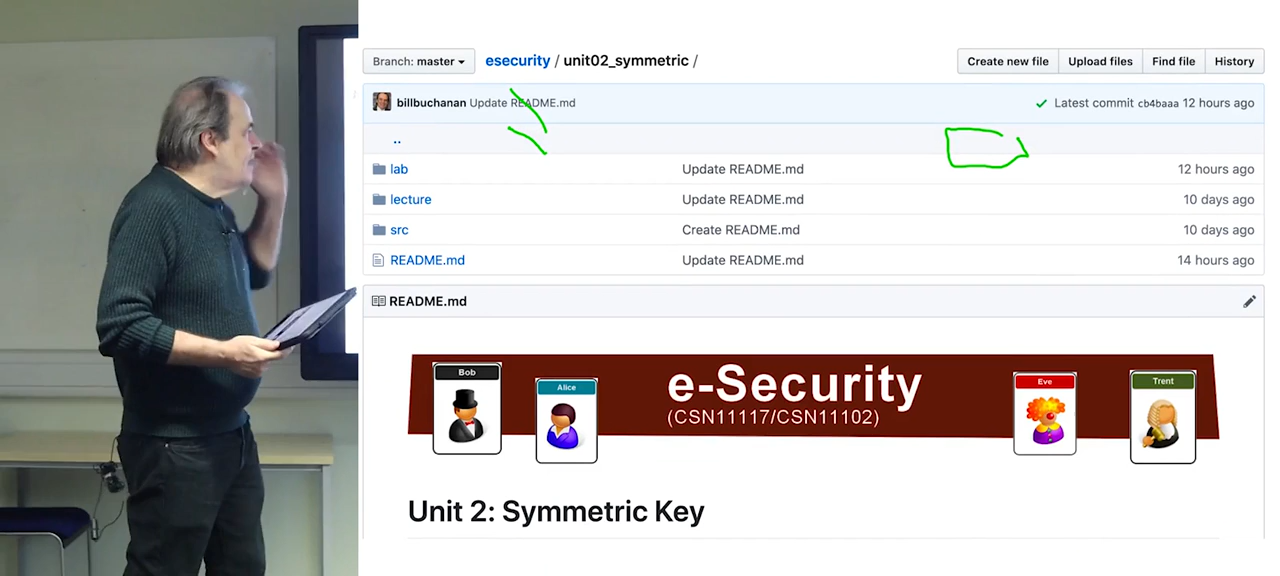 Branch: master esecurity / unit02_symmetric / Create new file Upload files Find file History
billbuchanan Update README.md Latest commit cb4baaa 12 hours ago
..
lab Update README.md 12 hours ago
lecture Update README.md 10 days ago
src Create README.md 10 days ago
README.md Update README.md 14 hours ago
README.md
Bob Alice e-Security Eve Trent
(CSN11117/CSN11102)
Unit 2: Symmetric Key